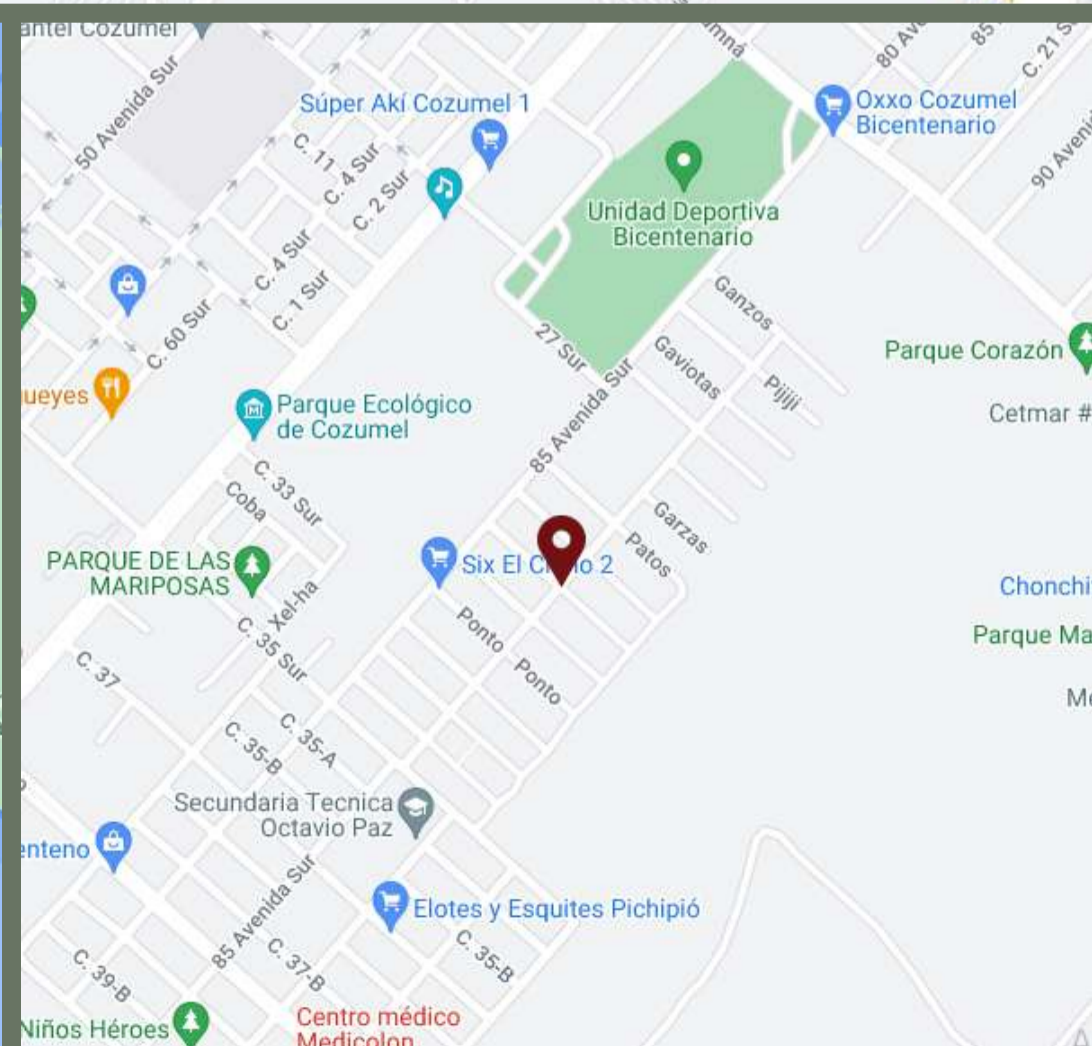 antel Cozumel
50 Avenida Sur
Súper Akí Cozumel 1
C. 11
C. 4 Sur
C. 2 Sur
C. 4 Sur
C. 1 Sur
C. 60 Sur
umná
80 Av
85
C. 21 S
90 Aveni
Oxxo Cozumel
Bicentenario
Unidad Deportiva
Bicentenario
Ganzos
27 Sur
Gaviotas
Pijiji
Parque Corazón
Cetmar #
ueyes
Parque Ecológico
de Cozumel
85 Avenida Sur
C. 33 Sur
Coba
Garzas
Patos
PARQUE DE LAS
MARIPOSAS
Six El C
o 2
Xel-ha
Chonchi
Ponto
Ponto
Parque Ma
C. 35 Sur
C. 37
Me
C. 35-A
C. 35-B
Secundaria Tecnica
Octavio Paz
enteno
85 Avenida Sur
Elotes y Esquites Pichipió
C. 35-B
C. 37-B
C. 39-B
Niños Héroes
Centro médico
Medicolon